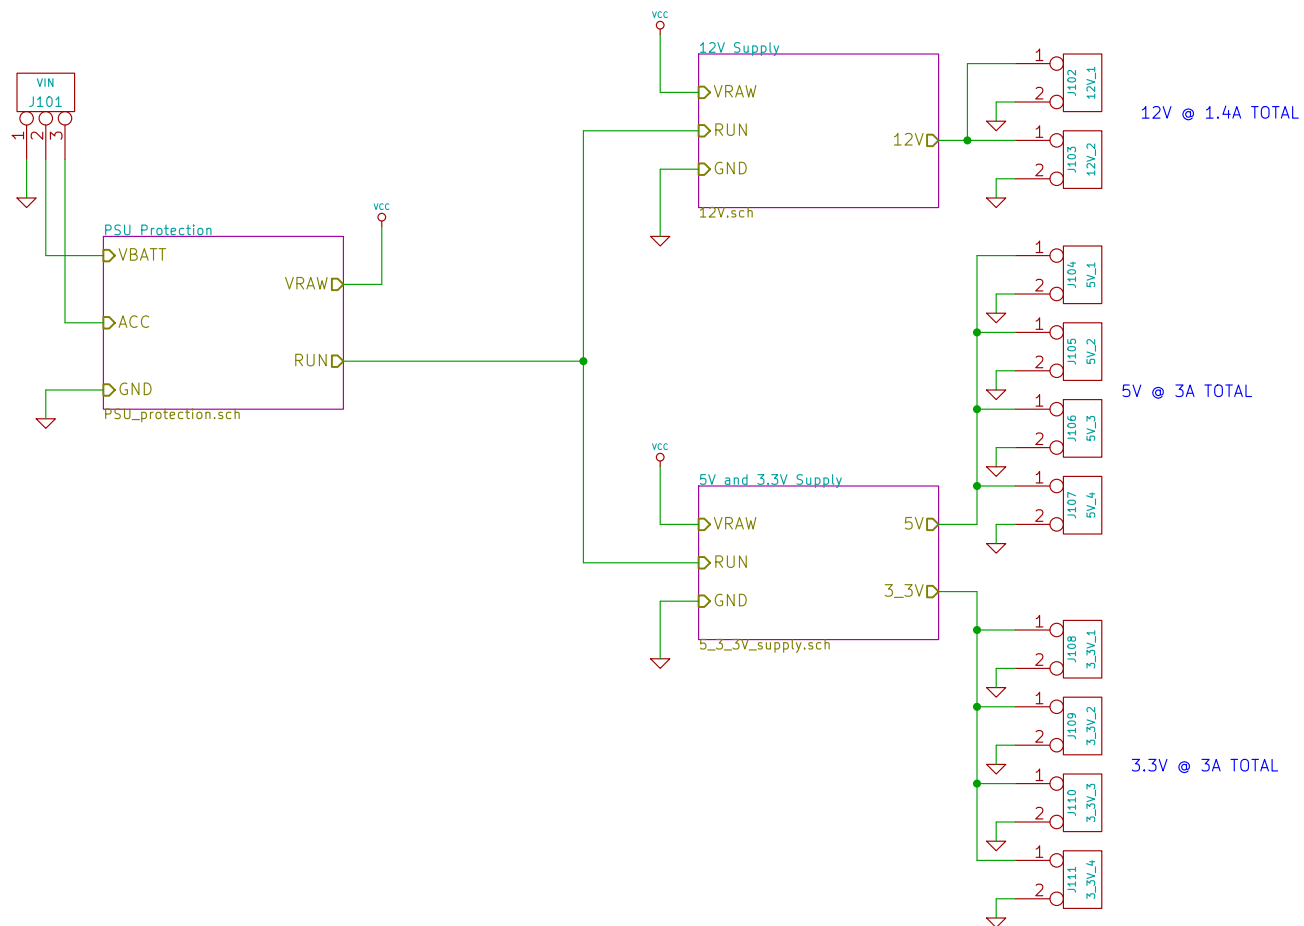 VIN
J101
1
2
3
PSU Protection
VBATT
ACC
GND
VRAW
RUN
PSU_protection.sch
VCC
VCC
12V Supply
VRAW
RUN
GND
12V
12V.sch
1
2
J102
12V_1
1
2
J103
12V_2
12V @ 1.4A TOTAL
1
2
J104
5V_1
1
2
J105
5V_2
1
2
J106
5V_3
1
2
J107
5V_4
5V @ 3A TOTAL
VCC
5V and 3.3V Supply
VRAW
RUN
GND
5V
3_3V
5_3_3V_supply.sch
1
2
J108
3_3V_1
1
2
J109
3_3V_2
1
2
J110
3_3V_3
1
2
J111
3_3V_4
3.3V @ 3A TOTAL